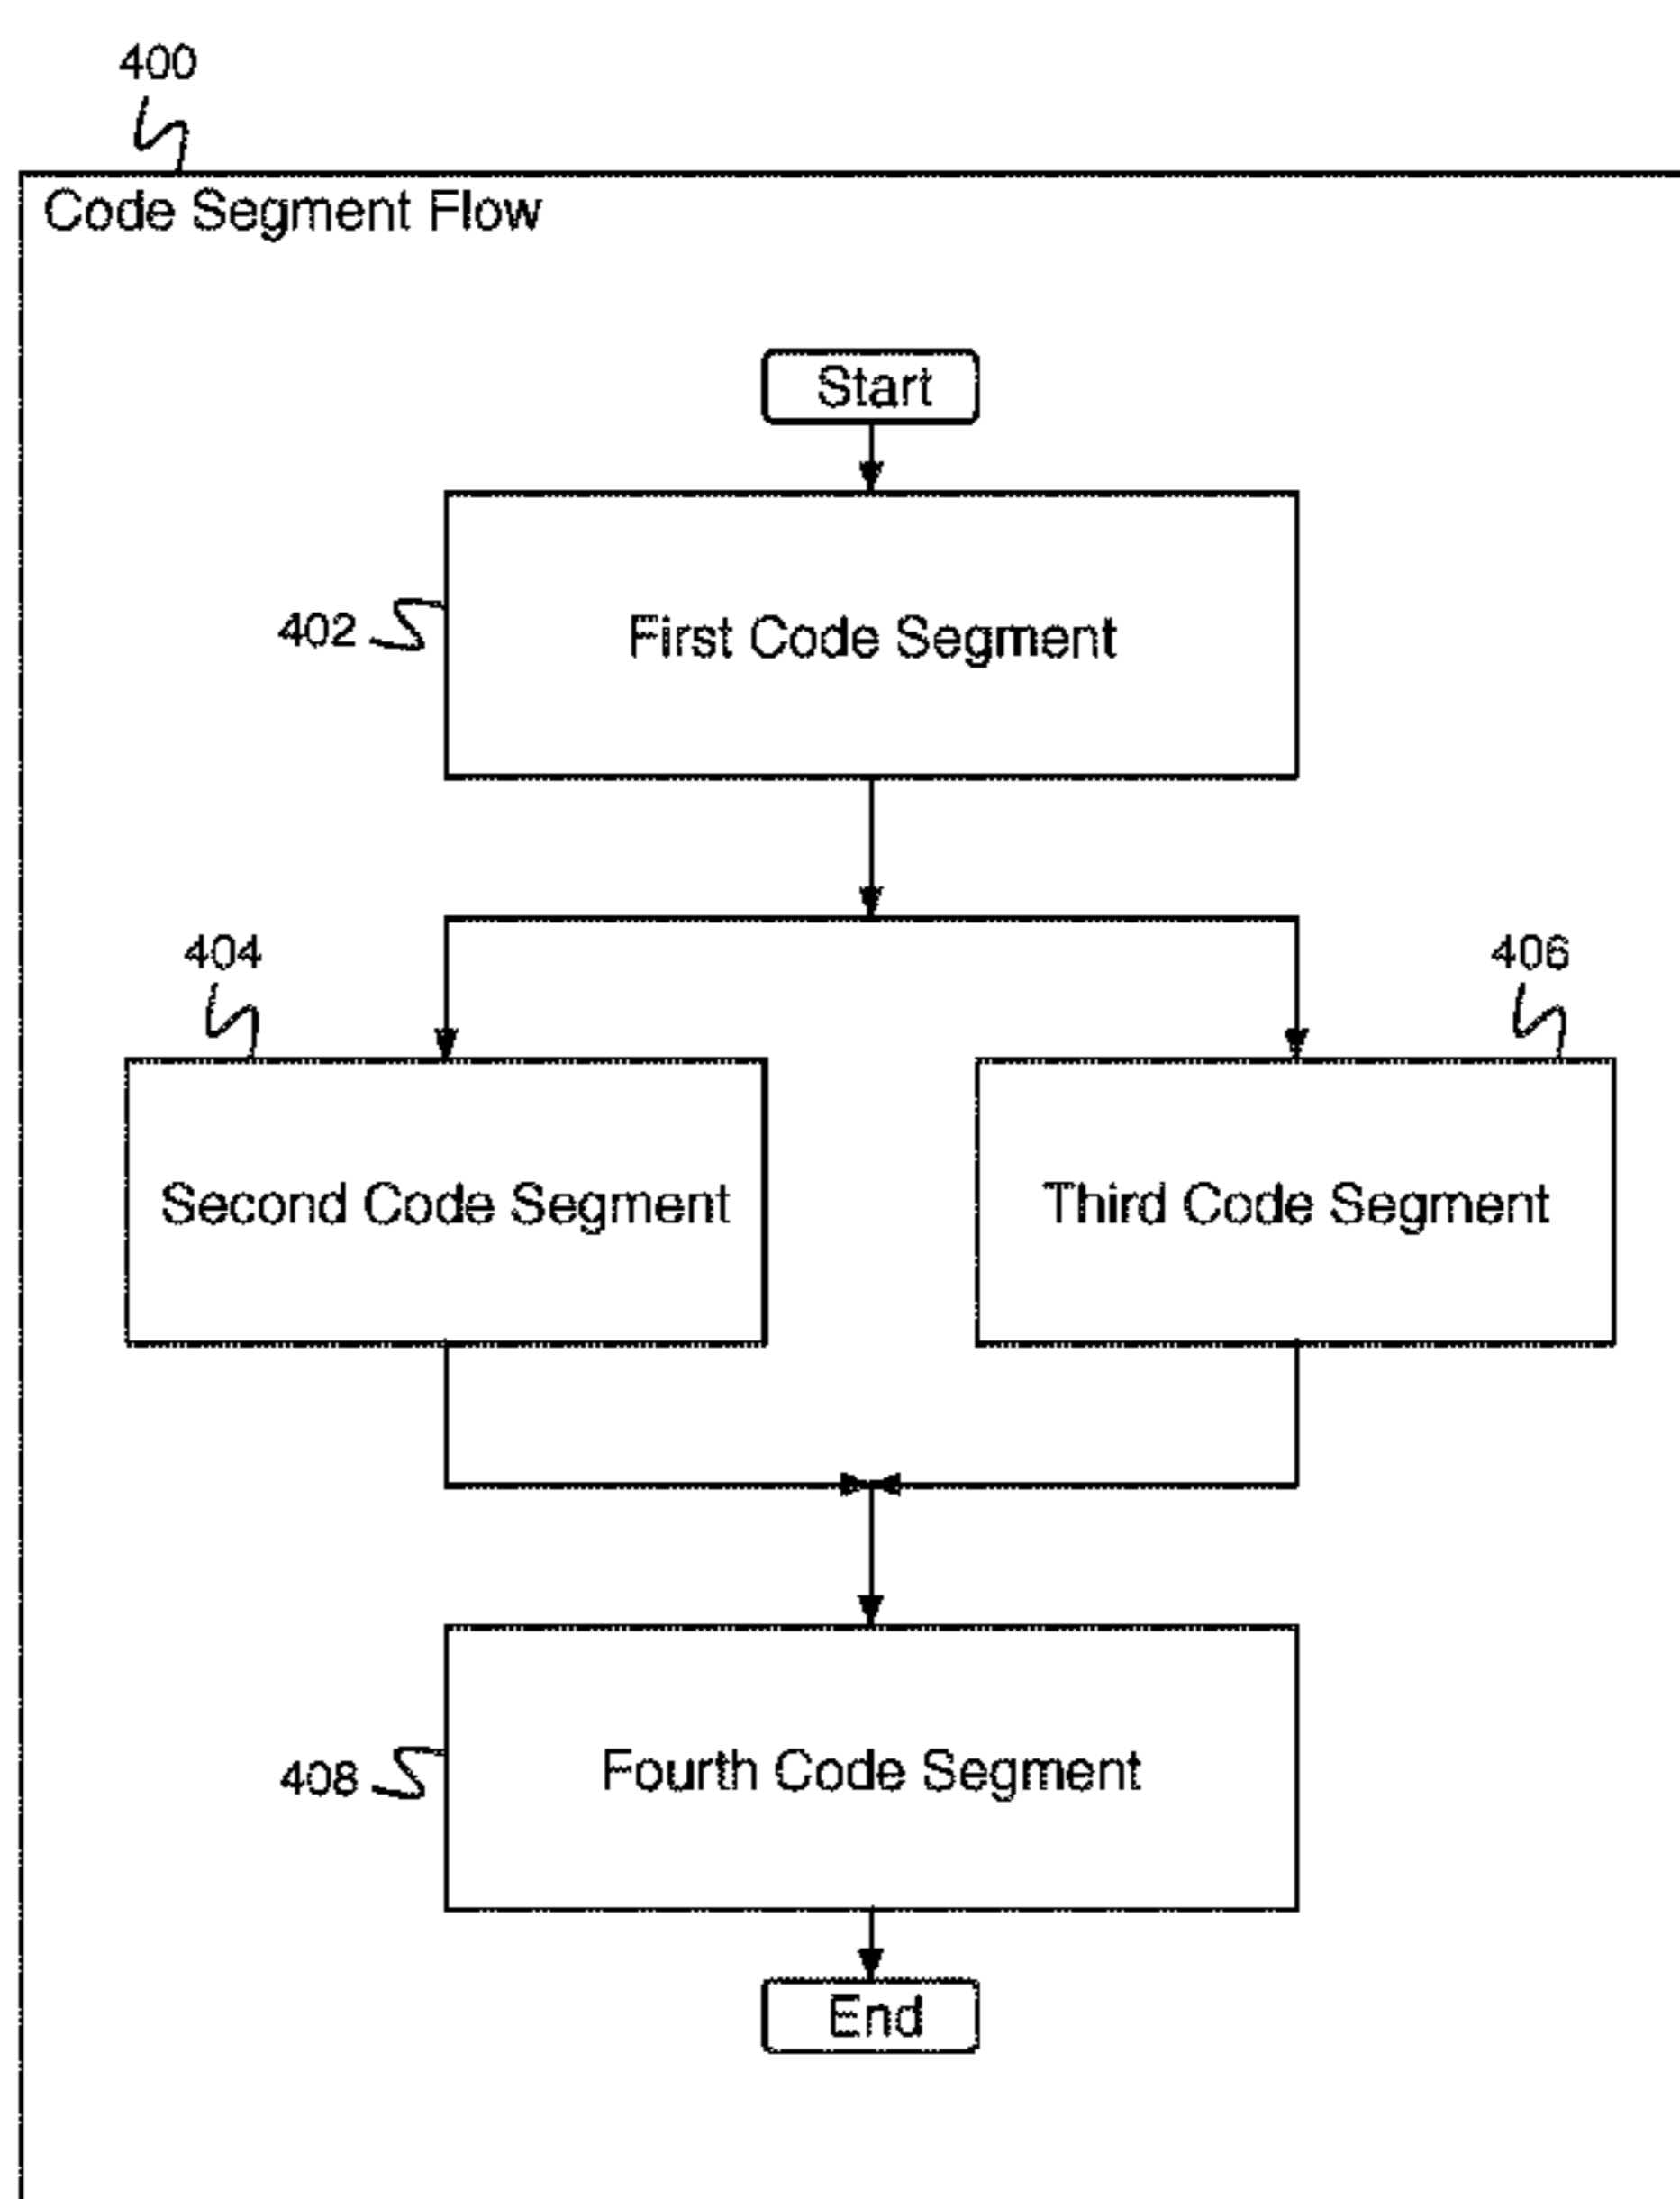 400
Code Segment Flow
Start
402
First Code Segment
404
406
Second Code Segment
Third Code Segment
408
Fourth Code Segment
End